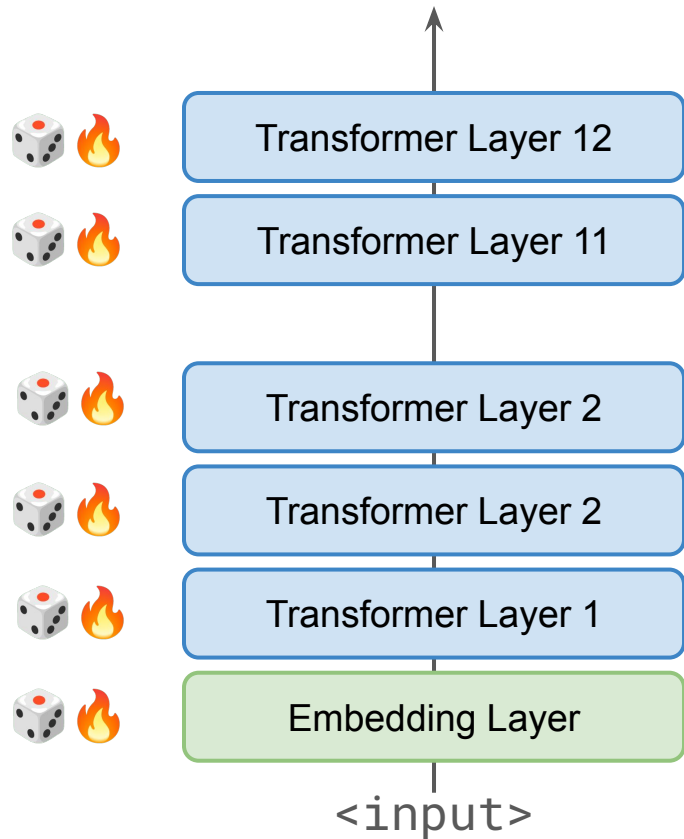 Transformer Layer 12
Transformer Layer 11
Transformer Layer 2
Transformer Layer 2
Transformer Layer 1
Embedding Layer
<input>